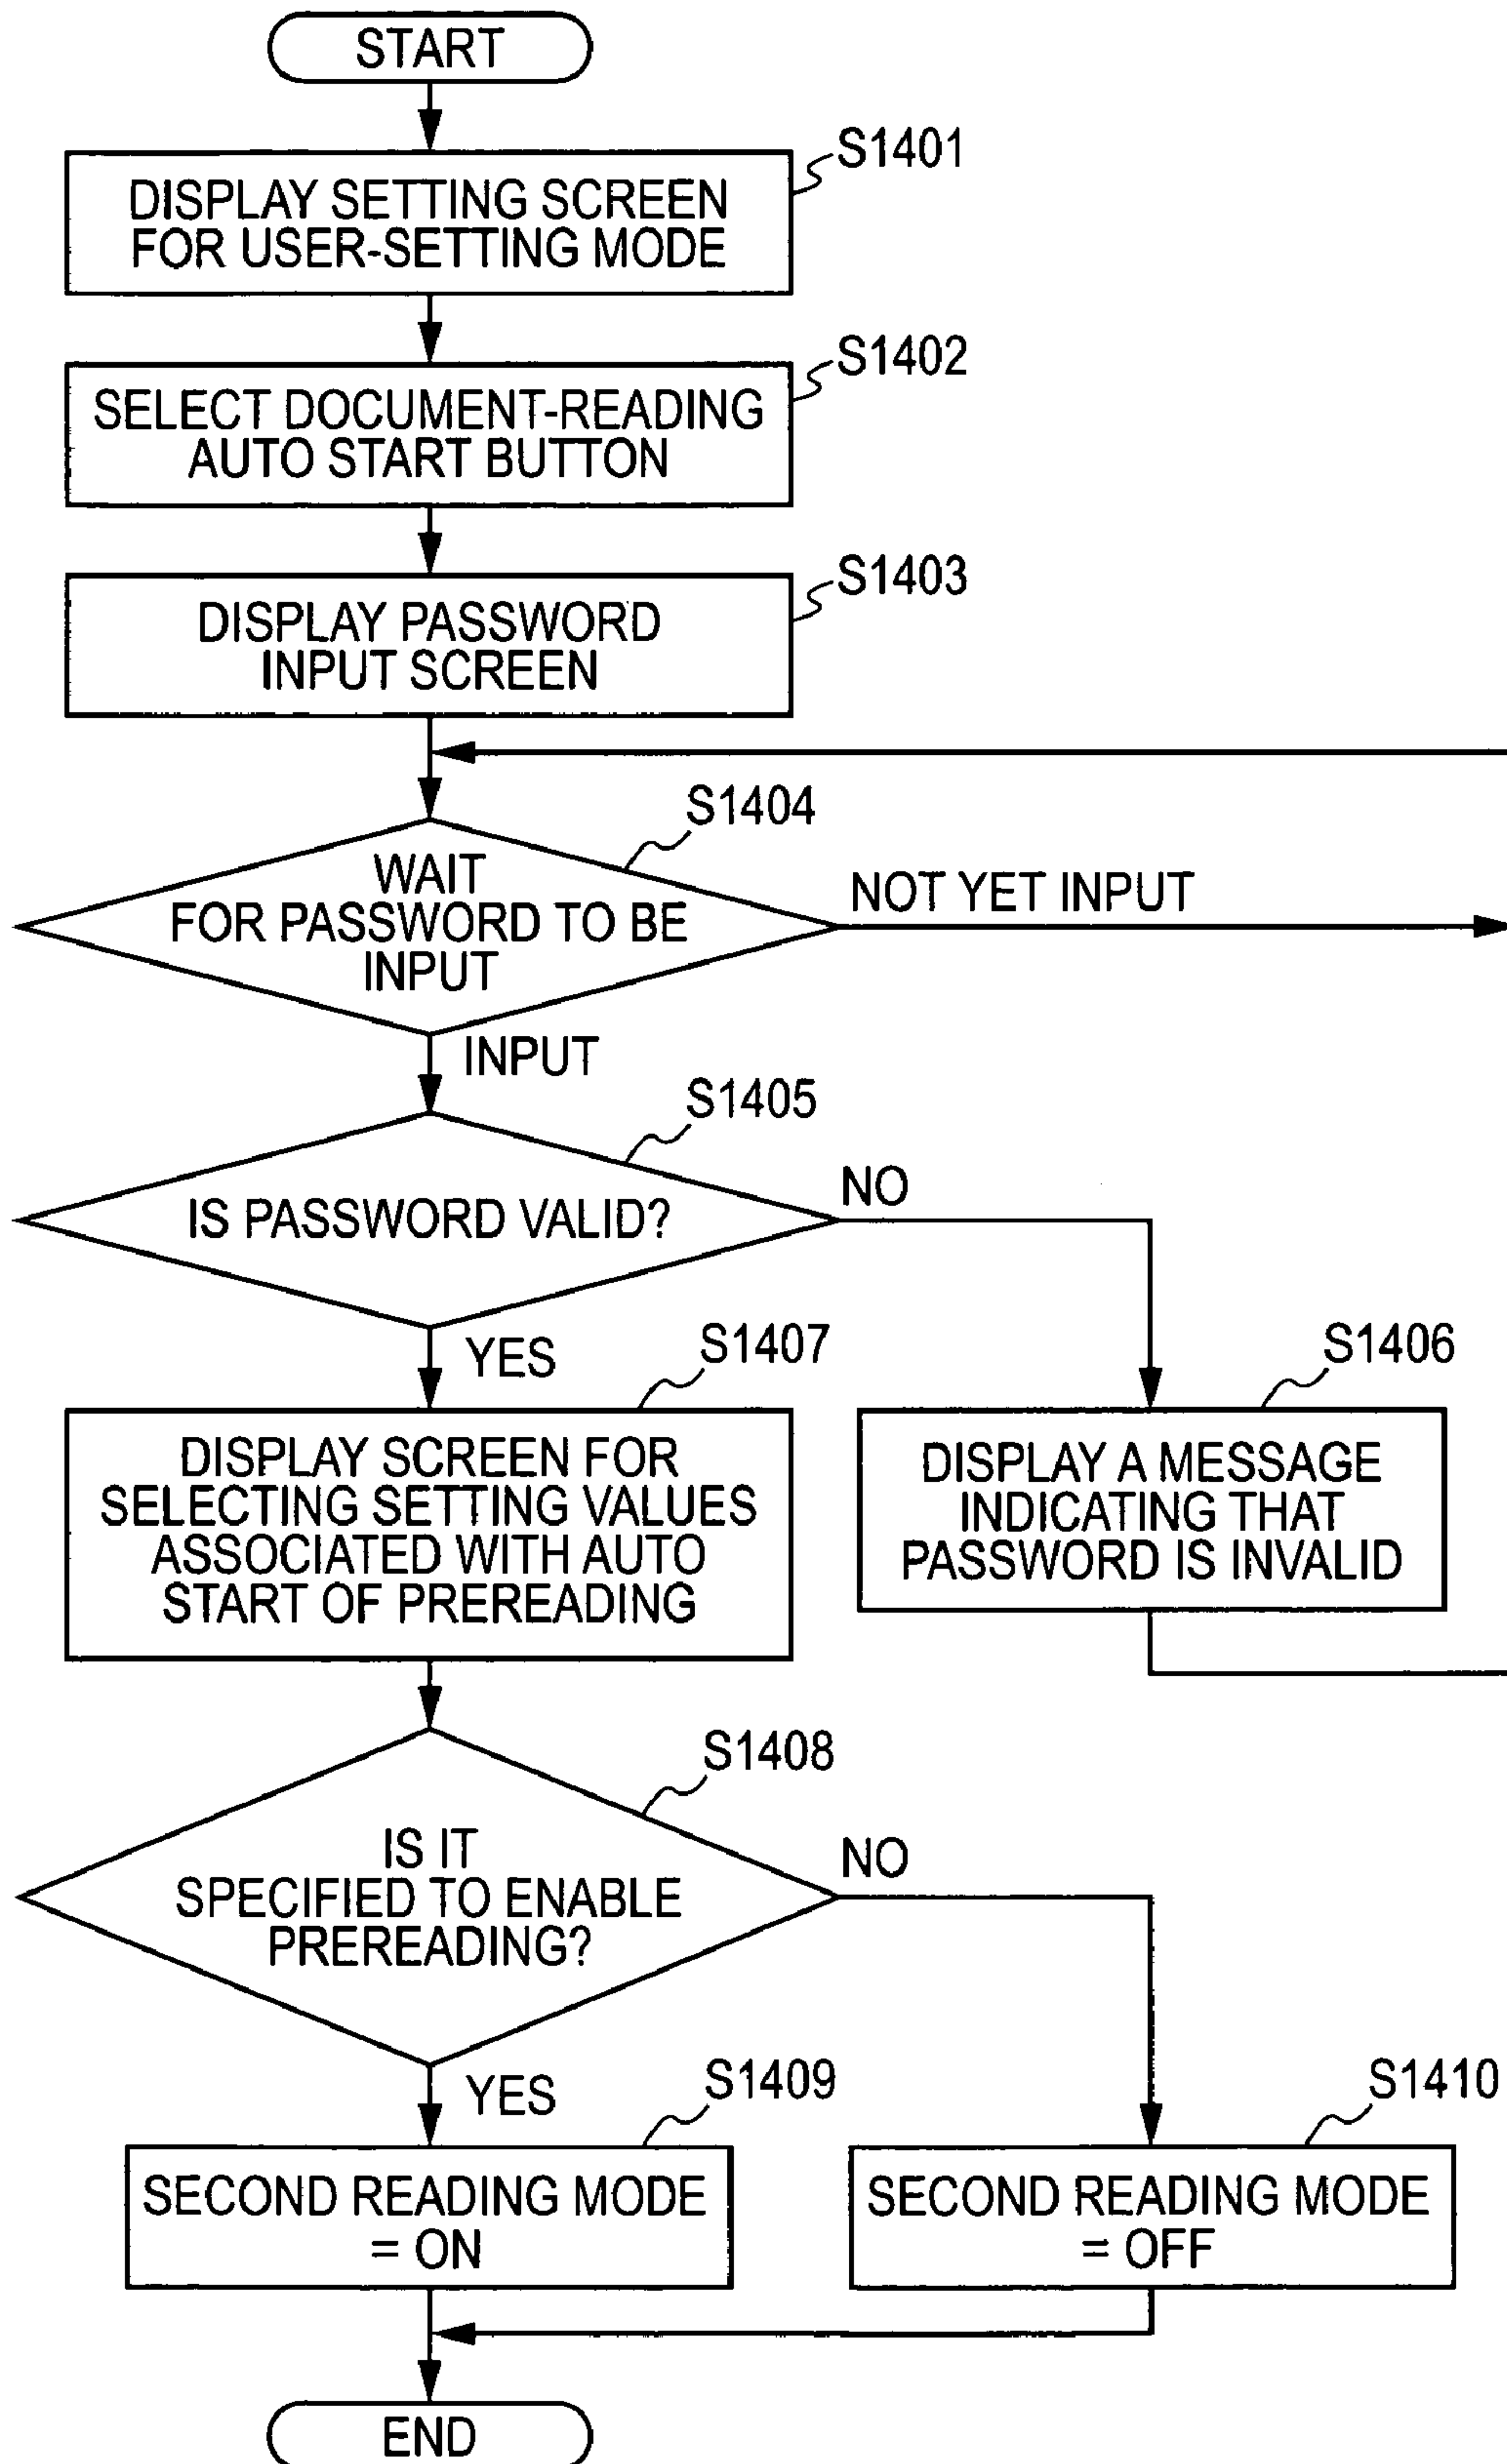 START
S1401
DISPLAY SETTING SCREEN
FOR USER-SETTING MODE
S1402
SELECT DOCUMENT-READING
AUTO START BUTTON
S1403
DISPLAY PASSWORD
INPUT SCREEN
S1404
WAIT
FOR PASSWORD TO BE
INPUT
NOT YET INPUT
INPUT
S1405
IS PASSWORD VALID?
NO
YES
S1407
S1406
DISPLAY SCREEN FOR
SELECTING SETTING VALUES
ASSOCIATED WITH AUTO
START OF PREREADING
DISPLAY A MESSAGE
INDICATING THAT
PASSWORD IS INVALID
S1408
IS IT
SPECIFIED TO ENABLE
PREREADING?
NO
YES
S1409
S1410
SECOND READING MODE
= ON
SECOND READING MODE
= OFF
END